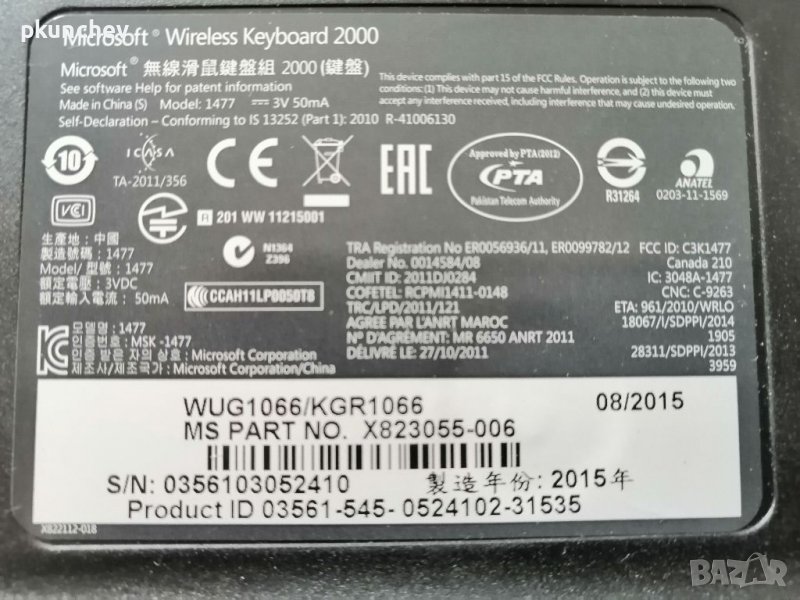 pkunchev
Microsoft® Wireless Keyboard 2000
Microsoft® 無線滑鼠鍵盤組 2000 (鍵盤)
See software Help for patent information
Made in China (S) Model: 1477 3V 50mA
Self-Declaration – Conforming to IS 13252 (Part 1): 2010 R-41006130
This device complies with part 15 of the FCC Rules. Operation is subject to the following two
conditions: (1) This device may not cause harmful interference, and (2) this device must
accept any interference received, including interference that may cause undesired operation.
10
ICASA
TA-2011/356
CE
EAC
Approved by PTA(2012)
PTA
Pakistan Telecom Authority
R31264
ANATEL
0203-11-1569
VCI
R 201 WW 11215001
生產地: 中國
製造號碼: 1477
Model/ 型號: 1477
額定電壓: 3VDC
額定輸入電流: 50mA
N1364
Z396
CCAH11LP0050T8
TRA Registration No ER0056936/11, ER0099782/12
Dealer No. 0014584/08
CMIIT ID: 2011DJ0284
COFETEL: RCPMI1411-0148
TRC/LPD/2011/121
AGREE PAR L'ANRT MAROC
N° D'AGRÉMENT: MR 6650 ANRT 2011
DÉLIVRÉ LE: 27/10/2011
FCC ID: C3K1477
Canada 210
IC: 3048A-1477
CNC: C-9263
ETA: 961/2010/WRLO
18067/I/SDPPI/2014
1905
28311/SDPPI/2013
3959
모델명: 1477
인증번호: MSK -1477
인증 받은 자의 상호: Microsoft Corporation
제조사/제조국가: Microsoft Corporation/China
WUG1066/KGR1066
08/2015
MS PART NO. X823055-006
S/N: 0356103052410
製造年份: 2015年
Product ID 03561-545- 0524102-31535
X822112-018
BAZAR